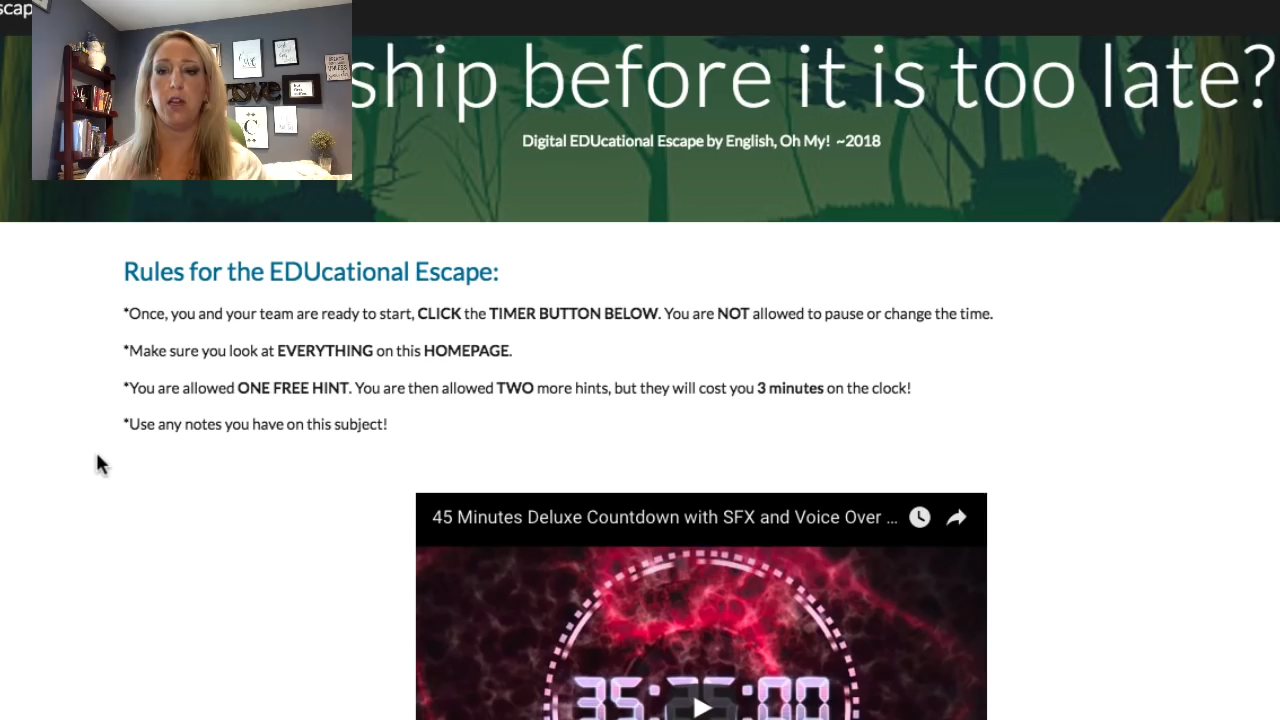 scap
ship before it is too late?
Digital EDUcational Escape by English, Oh My! ~2018
Rules for the EDUcational Escape:
*Once, you and your team are ready to start, CLICK the TIMER BUTTON BELOW. You are NOT allowed to pause or change the time.
*Make sure you look at EVERYTHING on this HOMEPAGE.
*You are allowed ONE FREE HINT. You are then allowed TWO more hints, but they will cost you 3 minutes on the clock!
*Use any notes you have on this subject!
45 Minutes Deluxe Countdown with SFX and Voice Over ...
35:25:00
love
C